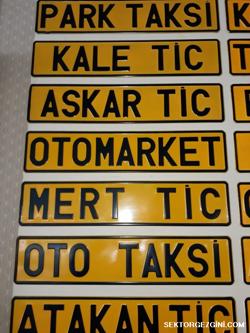 PARK TAKSİ
KALE TİC
ASKAR TİC
OTOMARKET
MERT TİC
OTO TAKSİ
ATAKAN TİC
SEKTORGEZGINI.COM